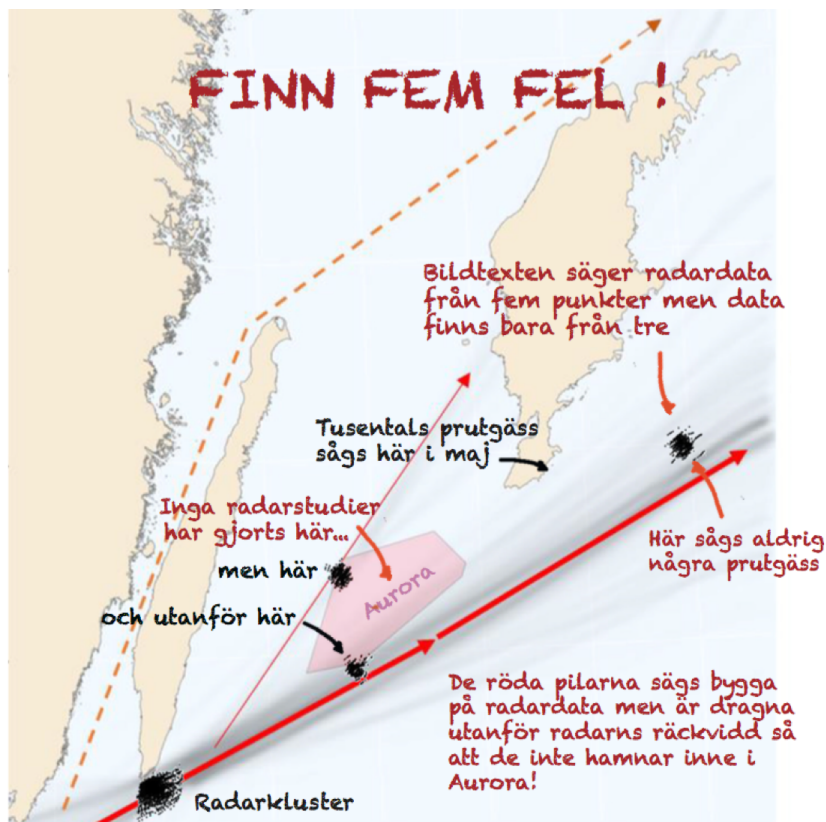 FINN FEM FEL !
Bildtexten säger radardata
från fem punkter men data
finns bara från tre
Tusentals prutgäss
sågs här i maj
Inga radarstudier
har gjorts här...
men här
Aurora
och utanför här
Här sågs aldrig
några prutgäss
De röda pilarna sägs bygga
på radardata men är dragna
utanför radarns räckvidd så
att de inte hamnar inne i
Aurora!
Radarkluster